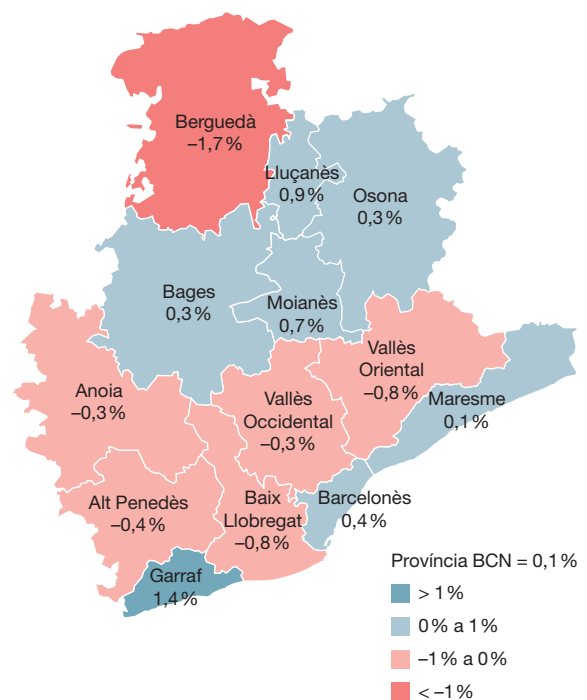 Berguedà
–1,7 %
Lluçanès
0,9 %
Osona
0,3 %
Bages
0,3 %
Moianès
0,7 %
Vallès
Oriental
–0,8 %
Maresme
0,1 %
Anoia
–0,3 %
Vallès
Occidental
–0,3 %
Alt Penedès
–0,4 %
Baix
Llobregat
–0,8 %
Barcelonès
0,4 %
Garraf
1,4 %
Província BCN = 0,1 %
> 1 %
0 % a 1 %
–1 % a 0 %
< –1 %